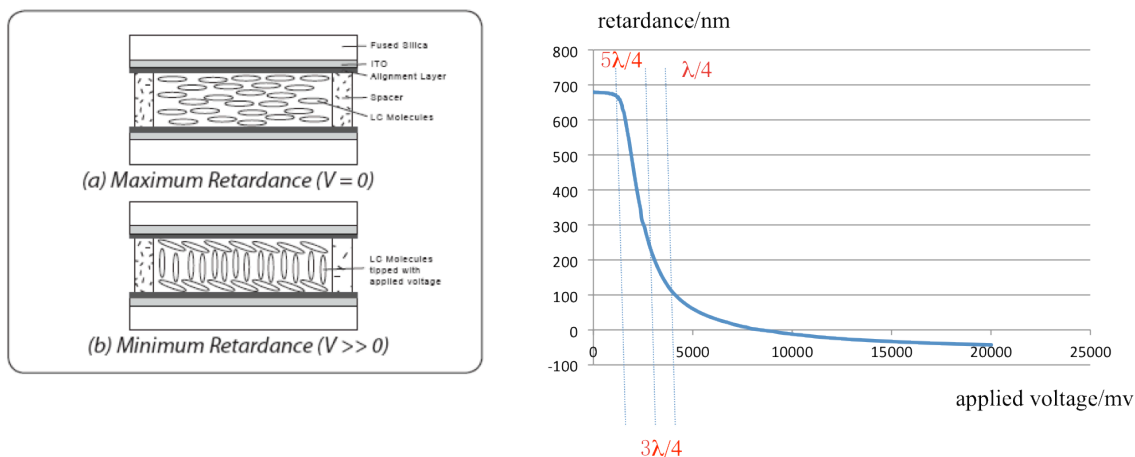 Fused Silica
ITO
Alignment Layer
Spacer
LC Molecules
(a) Maximum Retardance (V = 0)
LC Molecules
tipped with
applied voltage
(b) Minimum Retardance (V >> 0)
retardance/nm
800
700
600
500
400
300
200
100
0
-100
5λ/4
λ/4
0
5000
10000
15000
20000
25000
applied voltage/mv
3λ/4